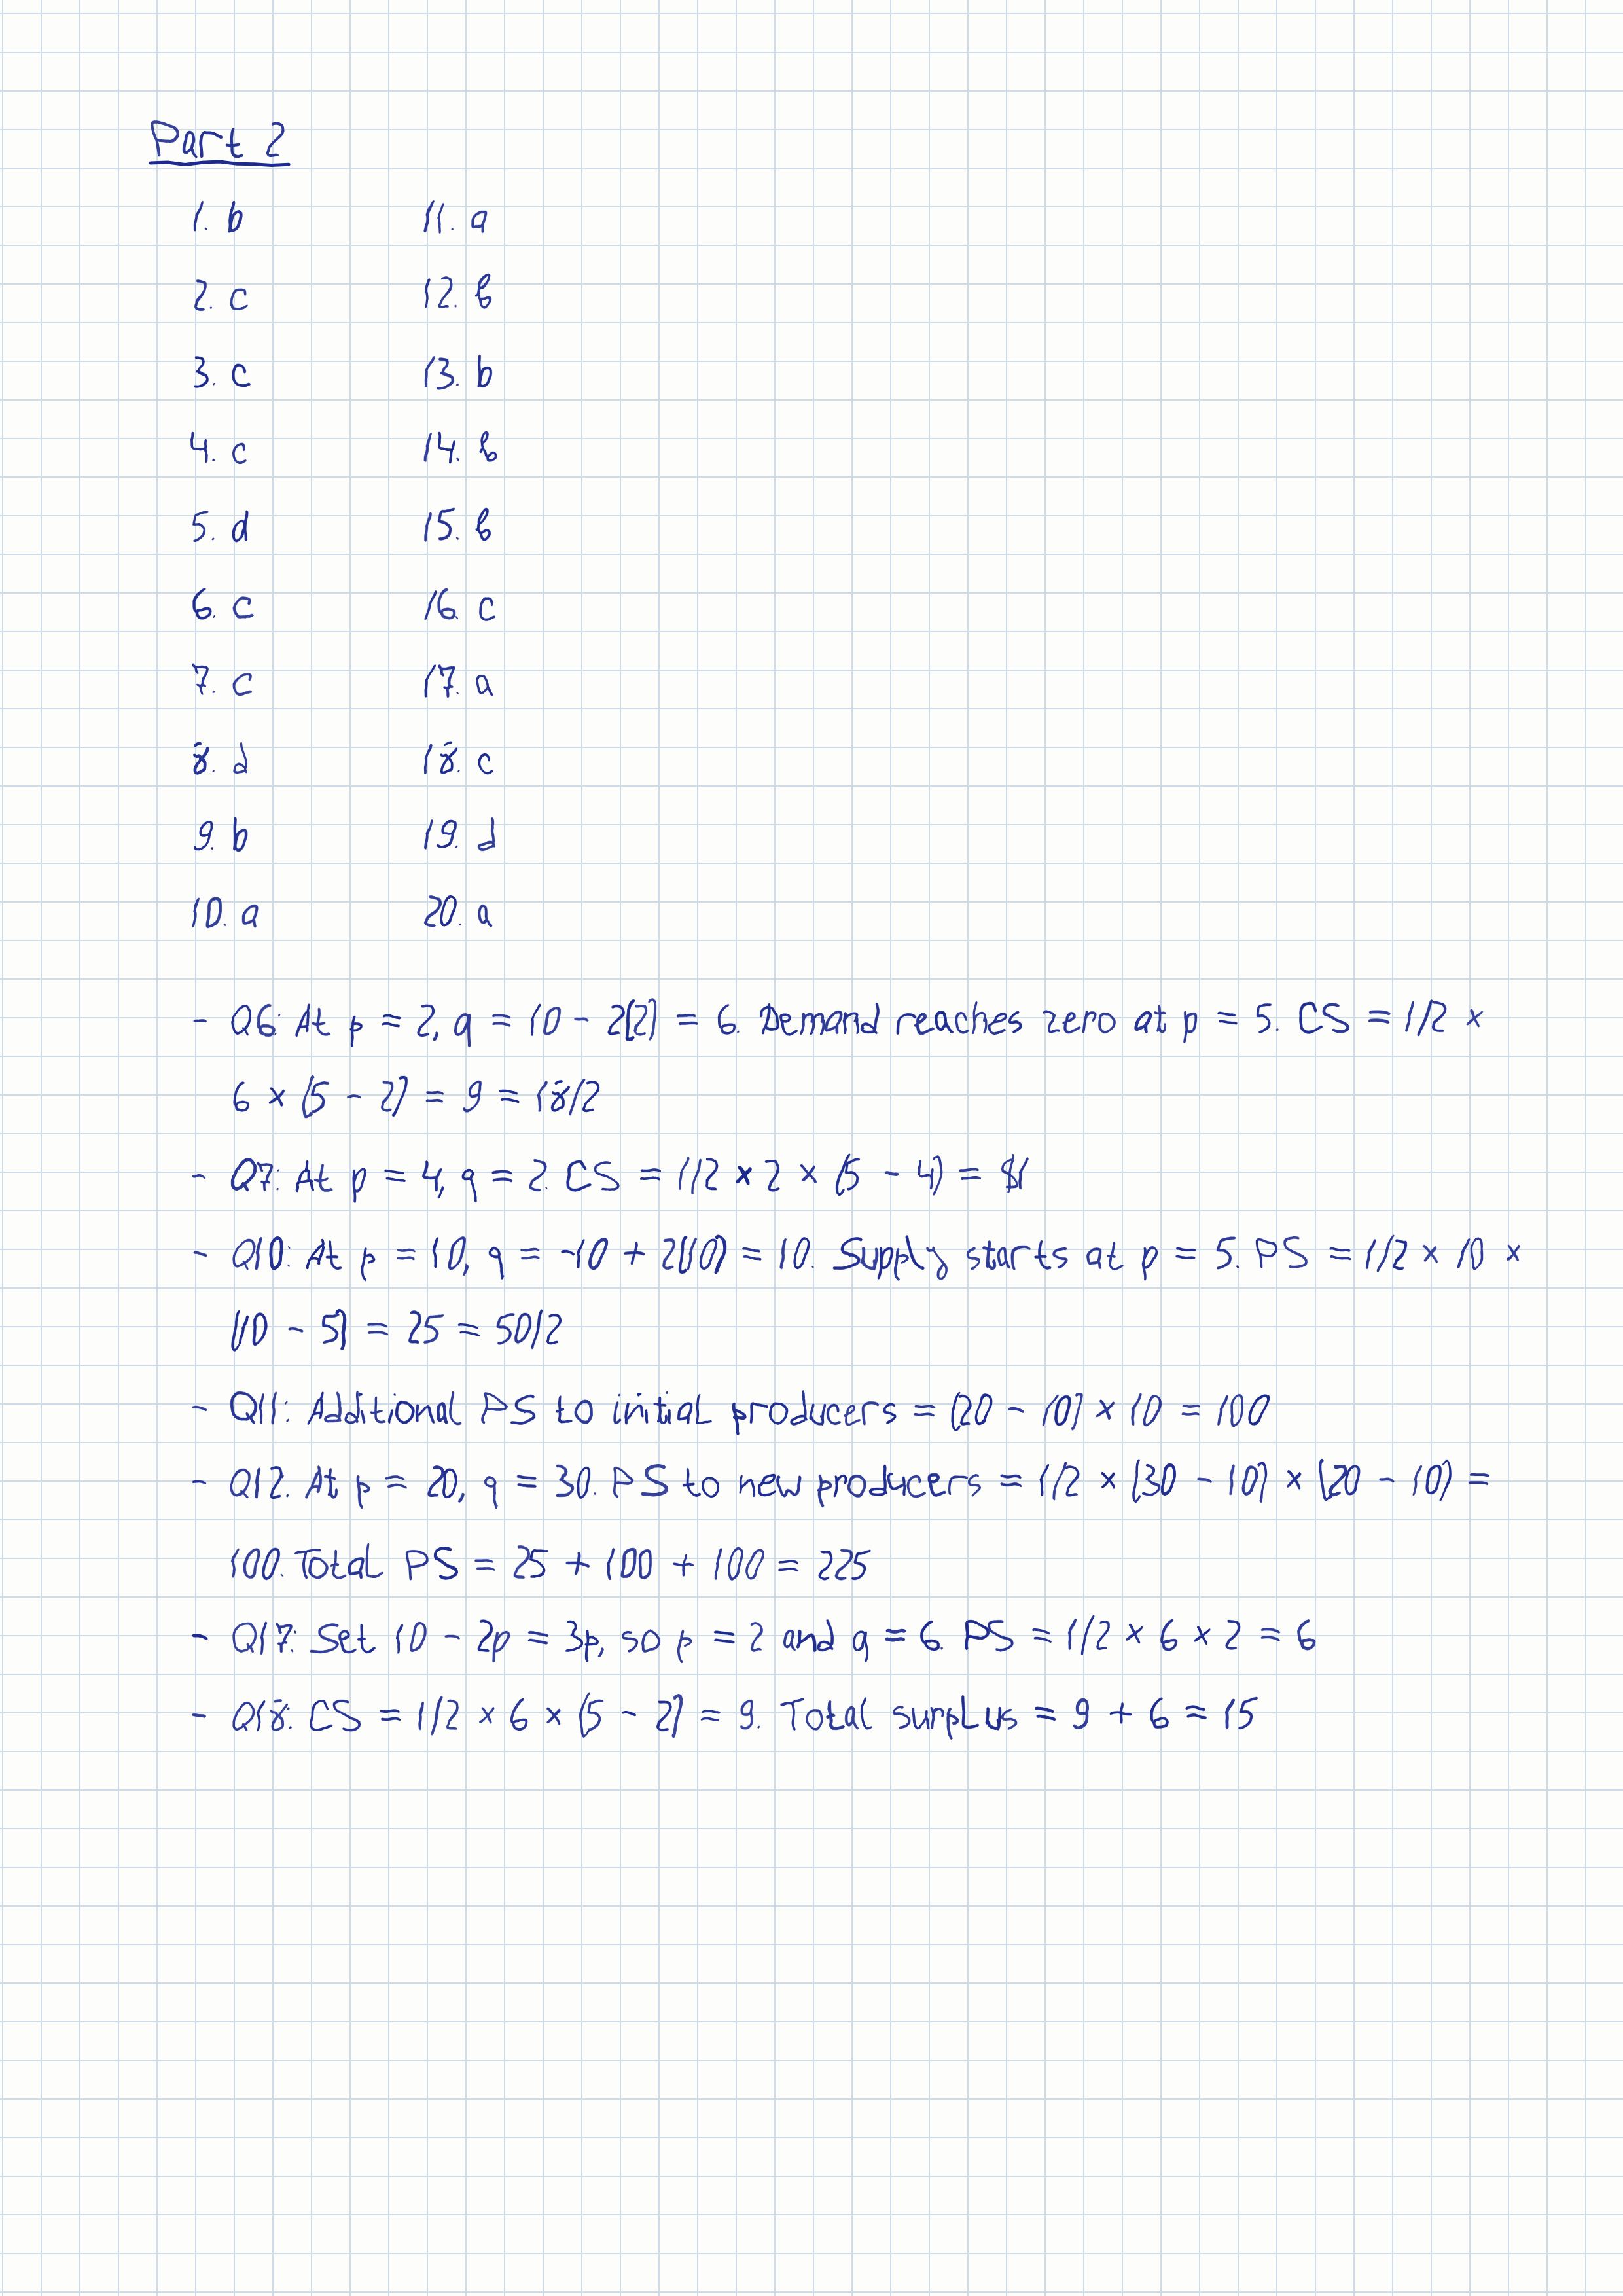 Part 2
1. b
2. c
3. c
4. c
5. d
6. c
7. c
8. d
9. b
10. a
11. a
12. b
13. b
14. b
15. b
16. c
17. a
18. c
19. d
20. a
- Q6: At p = 2, q = 10 - 2(2) = 6. Demand reaches zero at p = 5. CS = 1/2 ×
6 × (5 - 2) = 9 = 18/2
- Q7: At p = 4, q = 2. CS = 1/2 × 2 × (5 - 4) = $1
- Q10: At p = 10, q = -10 + 2(10) = 10. Supply starts at p = 5. PS = 1/2 × 10 ×
(10 - 5) = 25 = 50/2
- Q11: Additional PS to initial producers = (20 - 10) × 10 = 100
- Q12: At p = 20, q = 30. PS to new producers = 1/2 × (30 - 10) × (20 - 10) =
100. Total PS = 25 + 100 + 100 = 225
- Q17: Set 10 - 2p = 3p, so p = 2 and q = 6. PS = 1/2 × 6 × 2 = 6
- Q18: CS = 1/2 × 6 × (5 - 2) = 9. Total surplus = 9 + 6 = 15